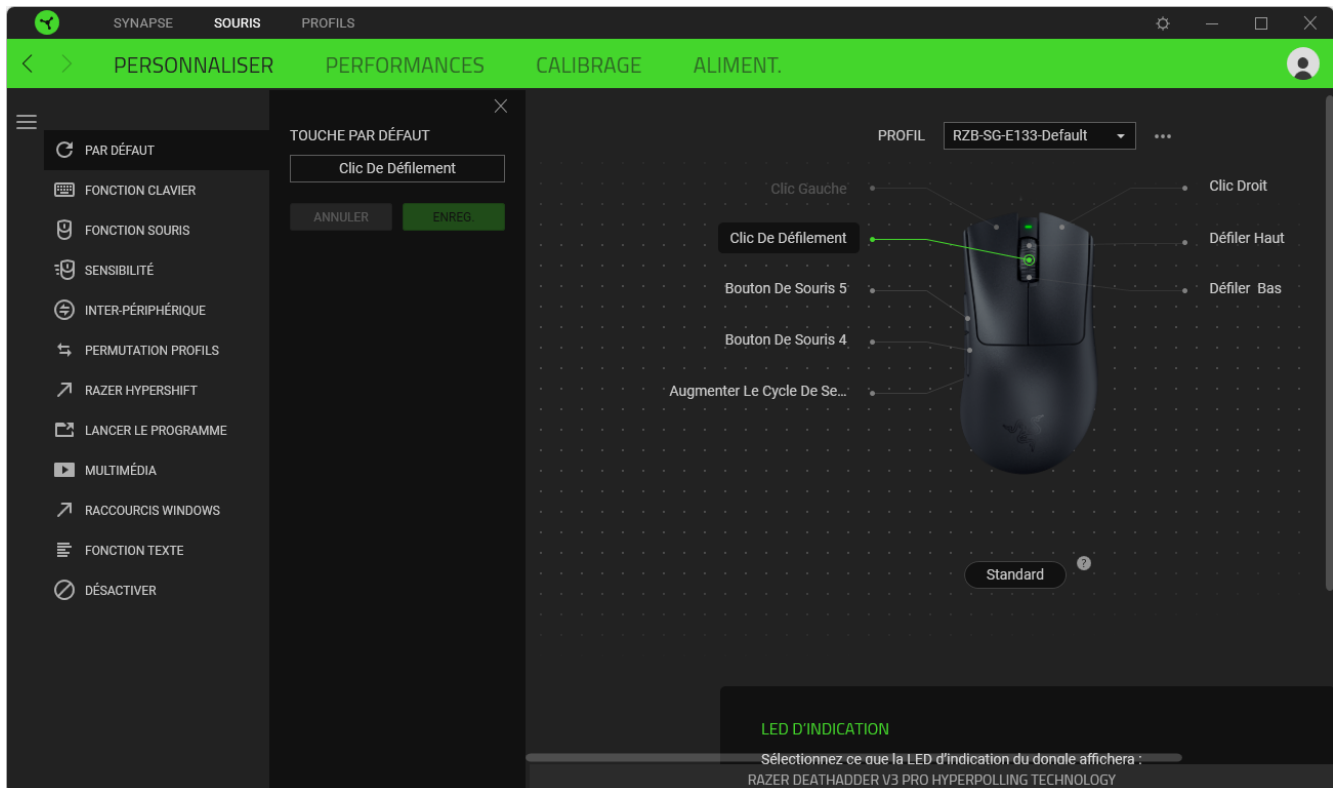 SYNAPSE SOURIS PROFILS
PERSONNALISER PERFORMANCES CALIBRAGE ALIMENT.
PAR DÉFAUT
FONCTION CLAVIER
FONCTION SOURIS
SENSIBILITÉ
INTER-PÉRIPHÉRIQUE
PERMUTATION PROFILS
RAZER HYPERSHIFT
LANCER LE PROGRAMME
MULTIMÉDIA
RACCOURCIS WINDOWS
FONCTION TEXTE
DÉSACTIVER
TOUCHE PAR DÉFAUT
Clic De Défilement
ANNULER ENREG.
PROFIL RZB-SG-E133-Default
Clic Gauche
Clic De Défilement
Bouton De Souris 5
Bouton De Souris 4
Augmenter Le Cycle De Se…
Clic Droit
Défiler Haut
Défiler Bas
Standard
?
LED D'INDICATION
Sélectionnez ce que la LED d'indication du dongle affichera :
RAZER DEATHADDER V3 PRO HYPERPOLLING TECHNOLOGY